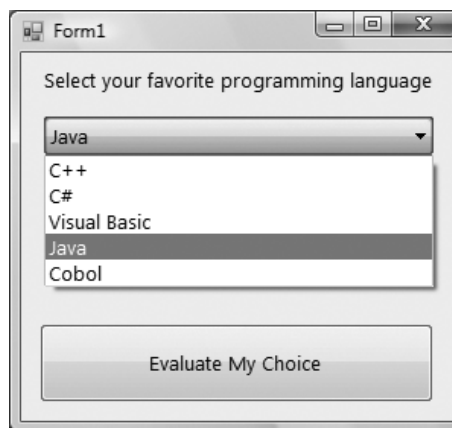 Form1
Select your favorite programming language
Java
C++
C#
Visual Basic
Java
Cobol
Evaluate My Choice